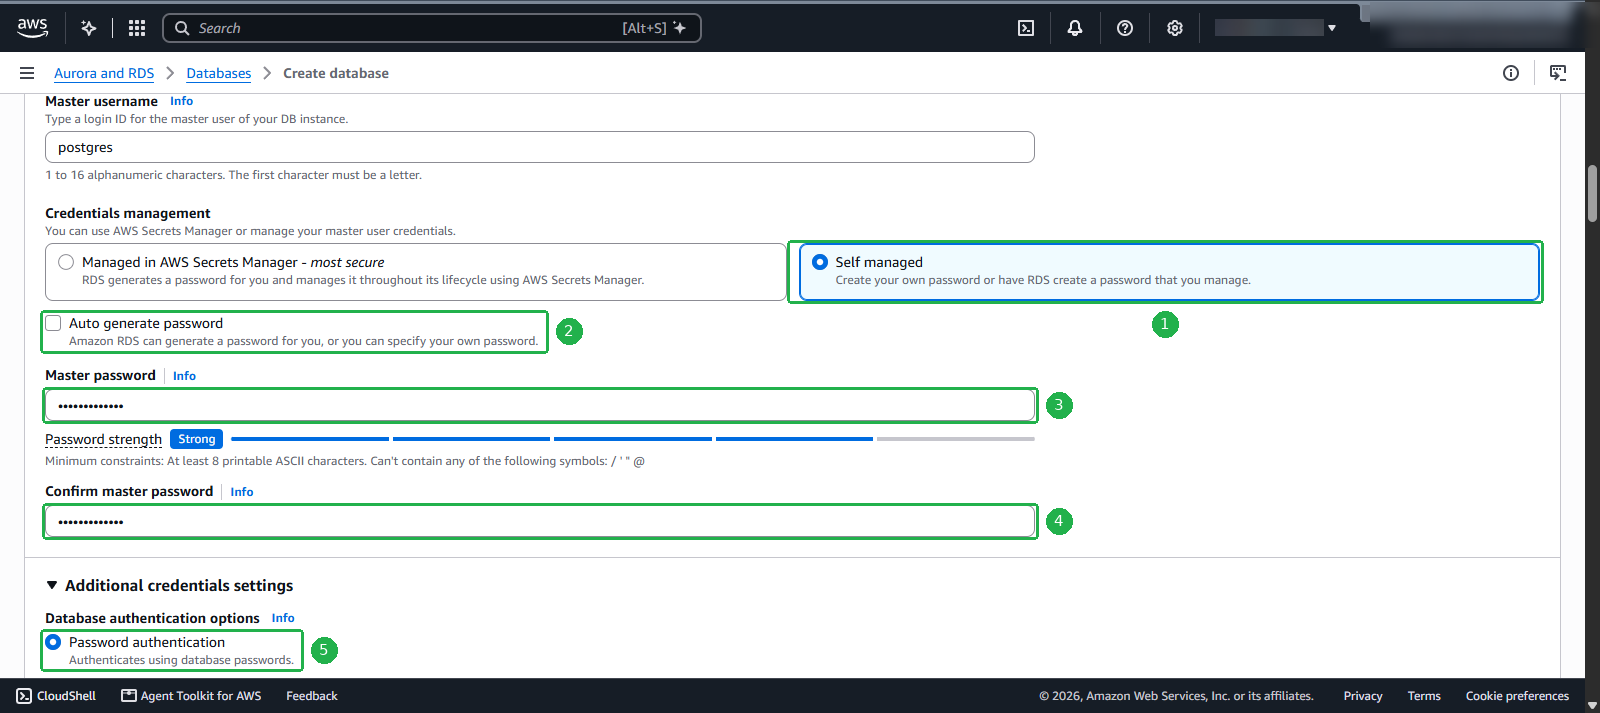 aws
Search
[Alt+S]
Aurora and RDS
Databases
Create database
Master username
Info
Type a login ID for the master user of your DB instance.
postgres
1 to 16 alphanumeric characters. The first character must be a letter.
Credentials management
You can use AWS Secrets Manager or manage your master user credentials.
Managed in AWS Secrets Manager - most secure
RDS generates a password for you and manages it throughout its lifecycle using AWS Secrets Manager.
Self managed
Create your own password or have RDS create a password that you manage.
1
Auto generate password
Amazon RDS can generate a password for you, or you can specify your own password.
2
Master password
Info
•••••••••••••
3
Password strength
Strong
Minimum constraints: At least 8 printable ASCII characters. Can't contain any of the following symbols: / ' " @
Confirm master password
Info
•••••••••••••
4
Additional credentials settings
Database authentication options
Info
Password authentication
Authenticates using database passwords.
5
CloudShell
Agent Toolkit for AWS
Feedback
© 2026, Amazon Web Services, Inc. or its affiliates.
Privacy
Terms
Cookie preferences